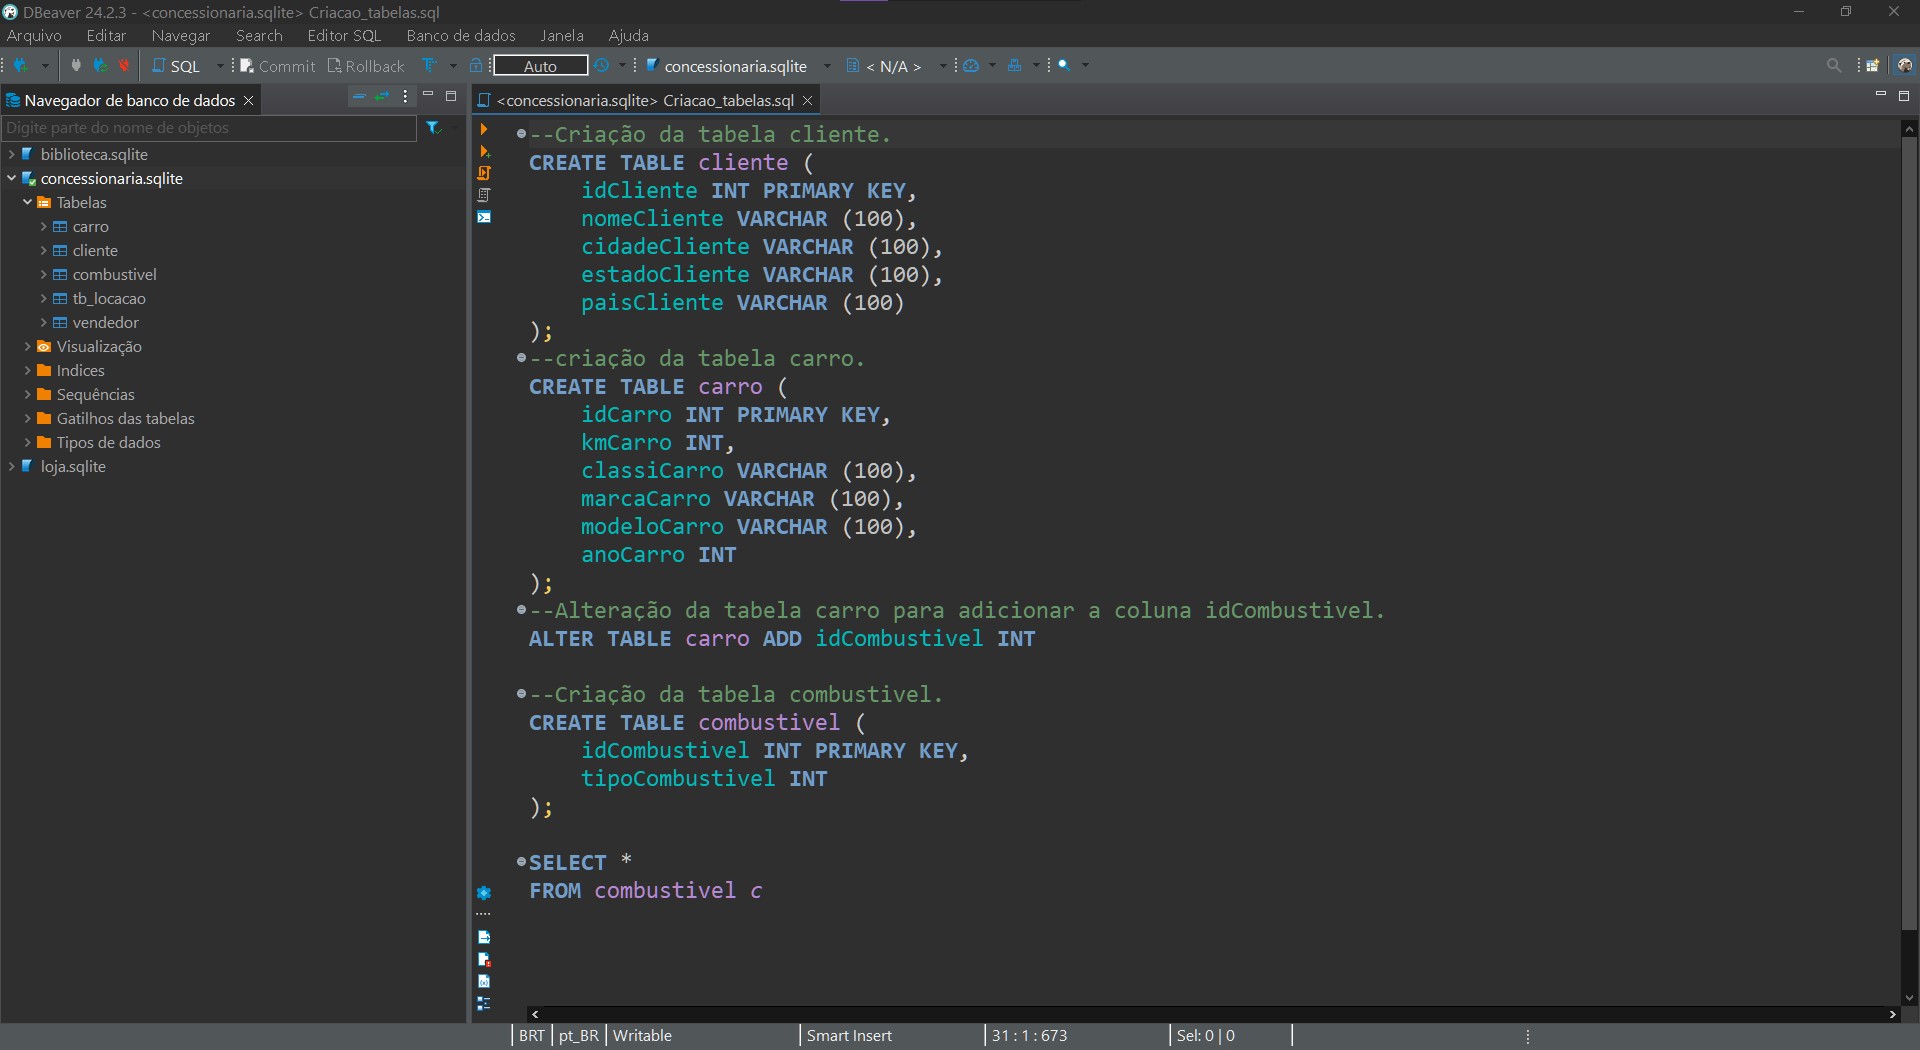 DBeaver 24.2.3 - <concessionaria.sqlite> Criacao_tabelas.sql
Arquivo Editar Navegar Search Editor SQL Banco de dados Janela Ajuda
SQL Commit Rollback Auto concessionaria.sqlite < N/A >
Navegador de banco de dados
Digite parte do nome de objetos
biblioteca.sqlite
concessionaria.sqlite
Tabelas
carro
cliente
combustivel
tb_locacao
vendedor
Visualização
Indices
Sequências
Gatilhos das tabelas
Tipos de dados
loja.sqlite
<concessionaria.sqlite> Criacao_tabelas.sql
--Criação da tabela cliente.
CREATE TABLE cliente (
idCliente INT PRIMARY KEY,
nomeCliente VARCHAR (100),
cidadeCliente VARCHAR (100),
estadoCliente VARCHAR (100),
paisCliente VARCHAR (100)
);
--criação da tabela carro.
CREATE TABLE carro (
idCarro INT PRIMARY KEY,
kmCarro INT,
classiCarro VARCHAR (100),
marcaCarro VARCHAR (100),
modeloCarro VARCHAR (100),
anoCarro INT
);
--Alteração da tabela carro para adicionar a coluna idCombustivel.
ALTER TABLE carro ADD idCombustivel INT
--Criação da tabela combustivel.
CREATE TABLE combustivel (
idCombustivel INT PRIMARY KEY,
tipoCombustivel INT
);
SELECT *
FROM combustivel c
BRT pt_BR Writable Smart Insert 31 : 1 : 673 Sel: 0 | 0